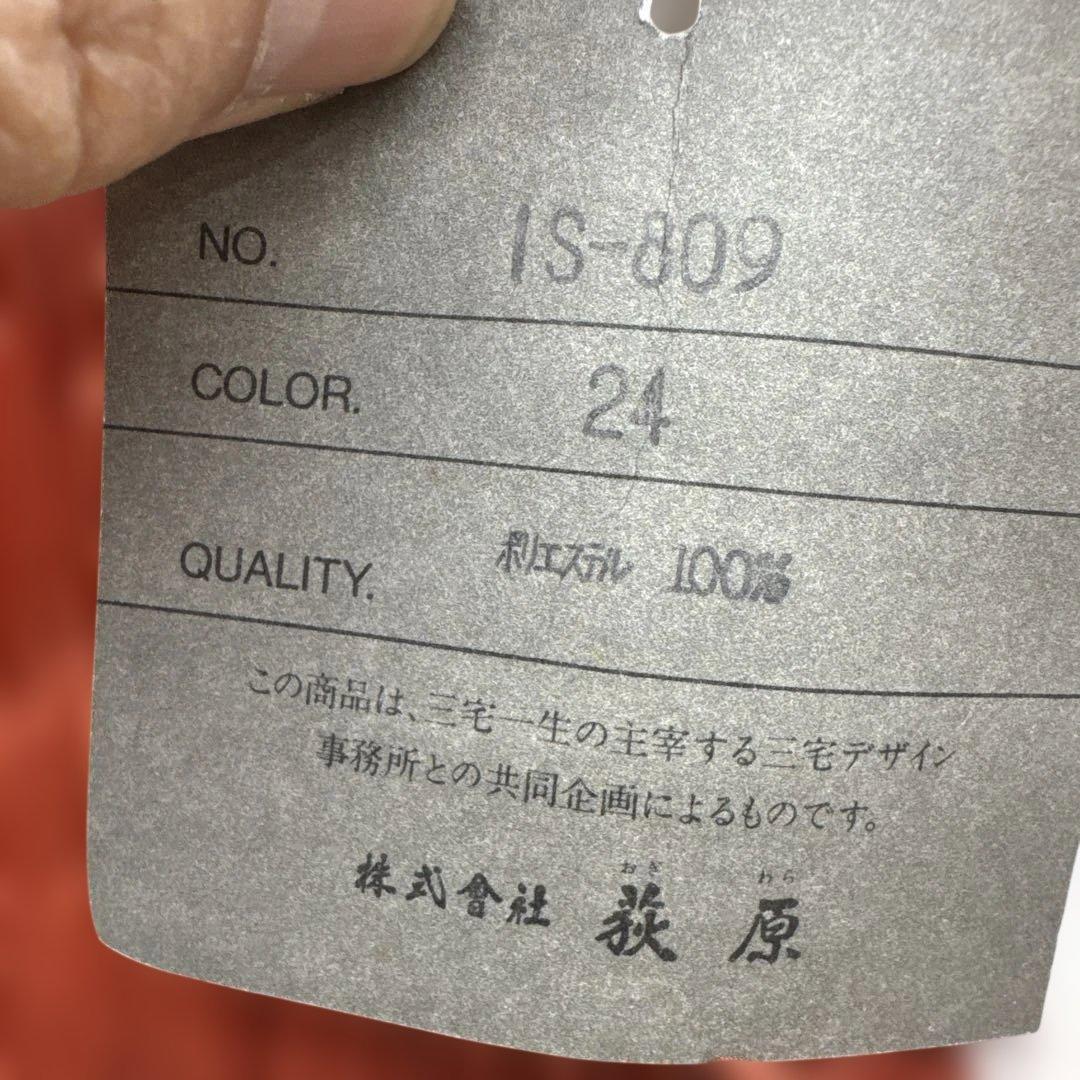 NO. IS-809
COLOR. 24
QUALITY. ポリエステル 100%
この商品は、三宅一生の主宰する三宅デザイン
事務所との共同企画によるものです。
おぎ わら
株式會社 荻原